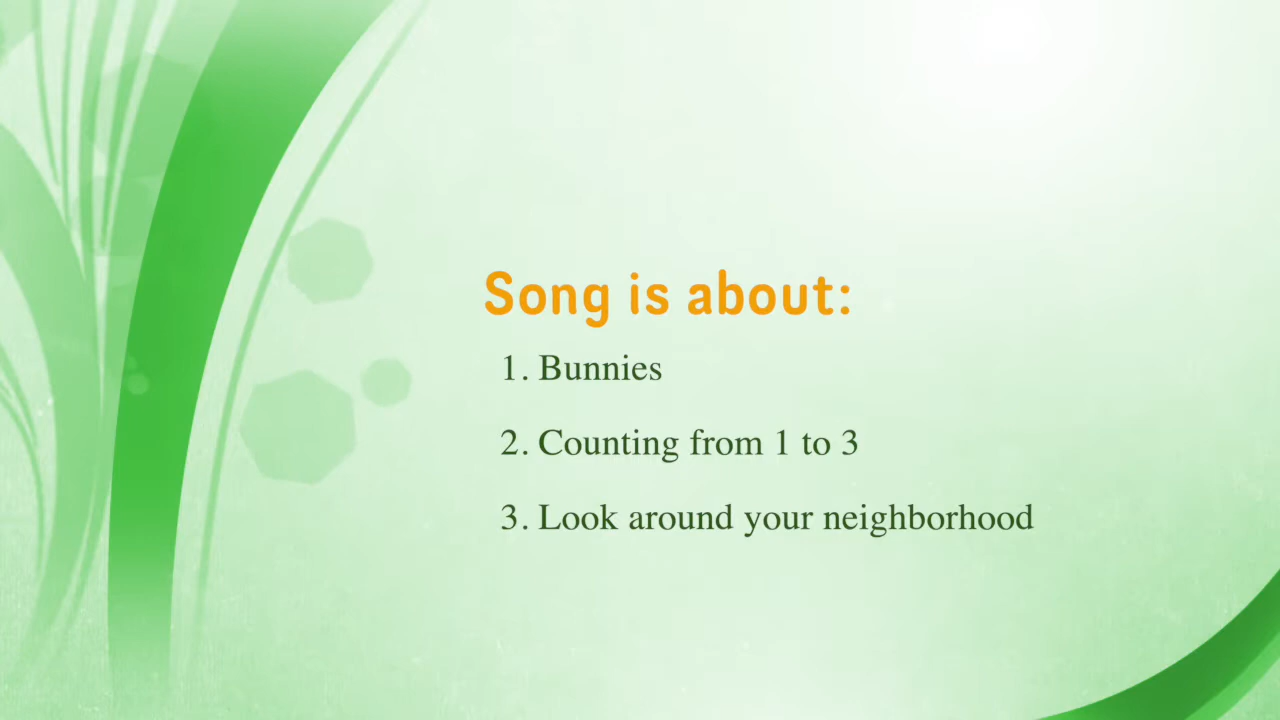 Song is about:
1. Bunnies
2. Counting from 1 to 3
3. Look around your neighborhood